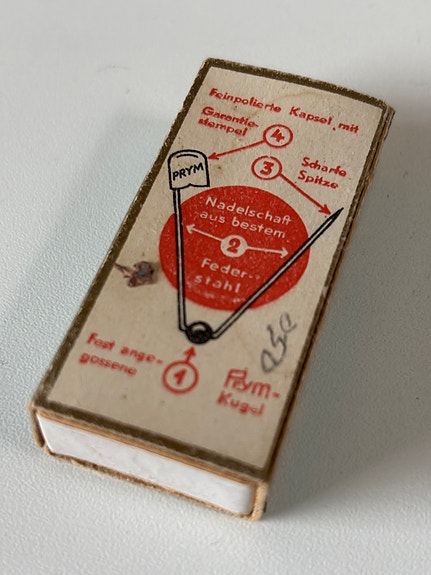 Feinpolierte Kapsel mit
Garantie-
stempel
4
3
Scharfe
Spitze
PRYM
Nadelschaft
aus bestem
2
Feder-
stahl
Fest ange-
gossene
1
Prym-
Kugel